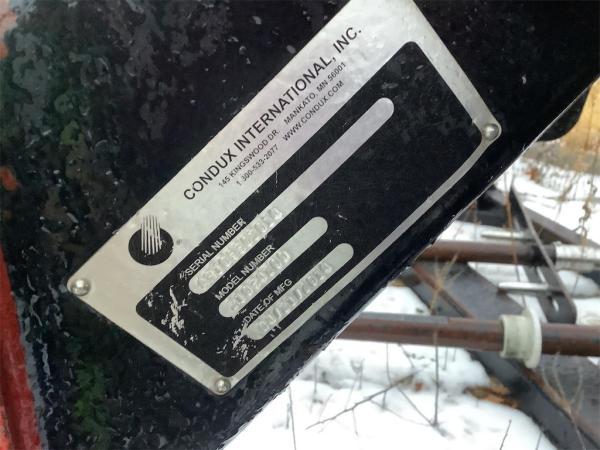 CONDUX INTERNATIONAL, INC.
145 KINGSWOOD DR. MANKATO, MN 56001
1 800-533-2077 WWW.CONDUX.COM
SERIAL NUMBER
MODEL NUMBER
DATE OF MFG